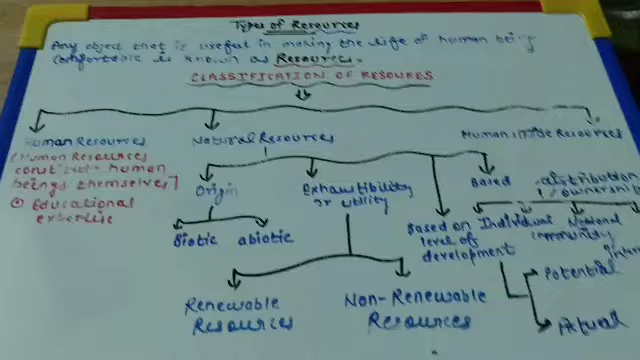 Types of Resources
Any object that is useful in making the life of human being
comfortable is known as Resources.
CLASSIFICATION OF RESOURES
Human Resources
Natural Resources
Human made Resources
(Human Resources
constitute human
beings themselves]
Educational
expertise
Origin
Exhaustibility
or utility
Based on
level of
development
Based
distribution
ownership
Biotic abiotic
Individual
National
Potential
Actual
Renewable
Resources
Non-Renewable
Resources